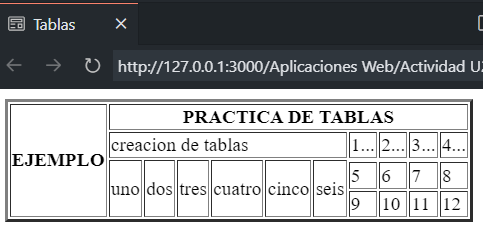 Tablas
http://127.0.0.1:3000/Aplicaciones Web/Actividad U
EJEMPLO
PRACTICA DE TABLAS
creacion de tablas 1... 2... 3... 4...
uno dos tres cuatro cinco seis
5 6 7 8
9 10 11 12